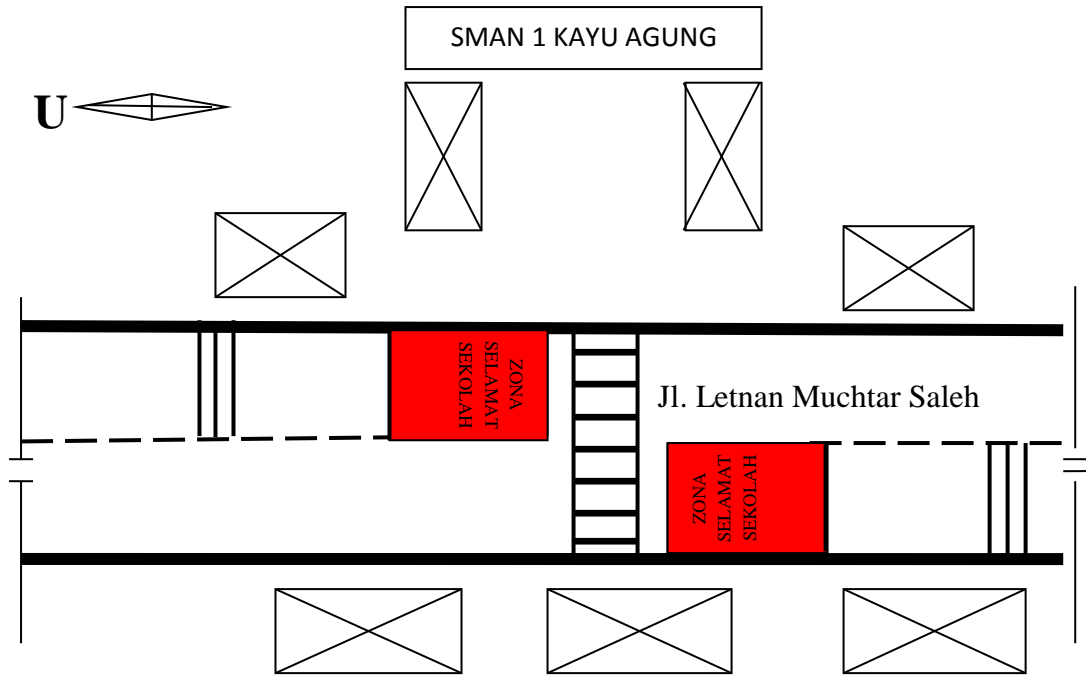 SMAN 1 KAYU AGUNG
U
ZONA
SELAMAT
SEKOLAH
Jl. Letnan Muchtar Saleh
ZONA
SELAMAT
SEKOLAH